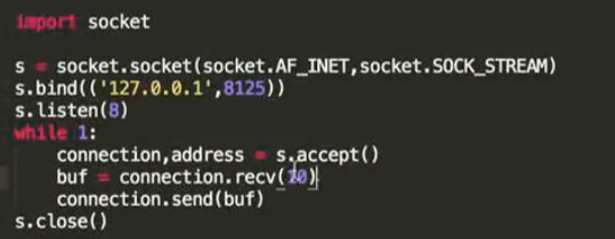 import socket
s = socket.socket(socket.AF_INET,socket.SOCK_STREAM)
s.bind(('127.0.0.1',8125))
s.listen(8)
while 1:
    connection,address = s.accept()
    buf = connection.recv(10)
    connection.send(buf)
s.close()